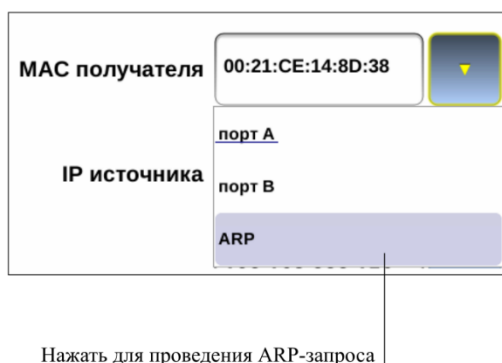 MAC получателя 00:21:CE:14:8D:38
порт A
IP источника
порт B
ARP
Нажать для проведения ARP-запроса